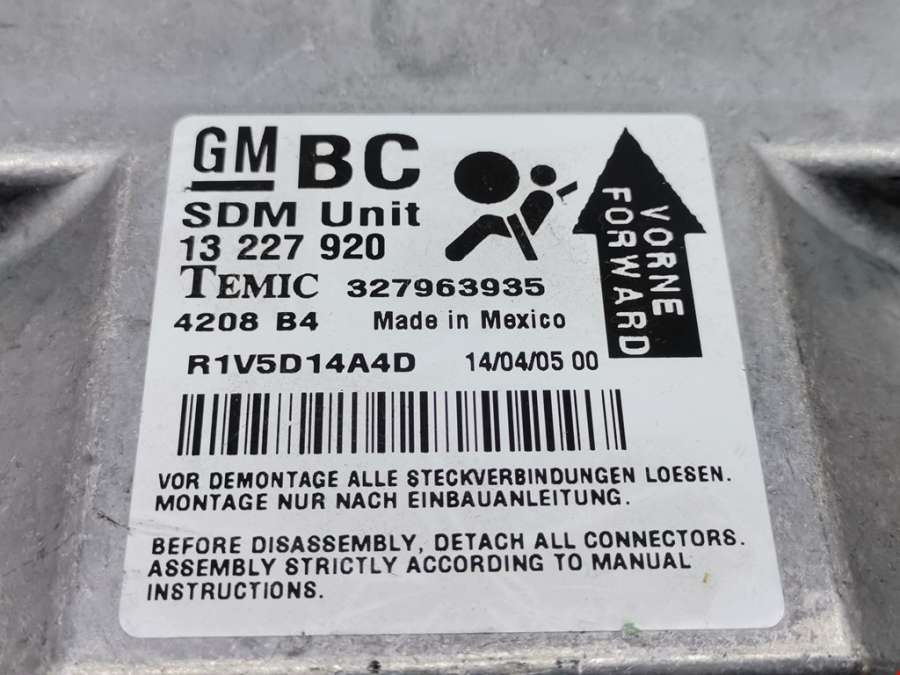 GM BC
SDM Unit
13 227 920
TEMIC 327963935
4208 B4 Made in Mexico
R1V5D14A4D 14/04/05 00
VORNE
FORWARD
VOR DEMONTAGE ALLE STECKVERBINDUNGEN LOESEN.
MONTAGE NUR NACH EINBAUANLEITUNG.
BEFORE DISASSEMBLY, DETACH ALL CONNECTORS.
ASSEMBLY STRICTLY ACCORDING TO MANUAL
INSTRUCTIONS.